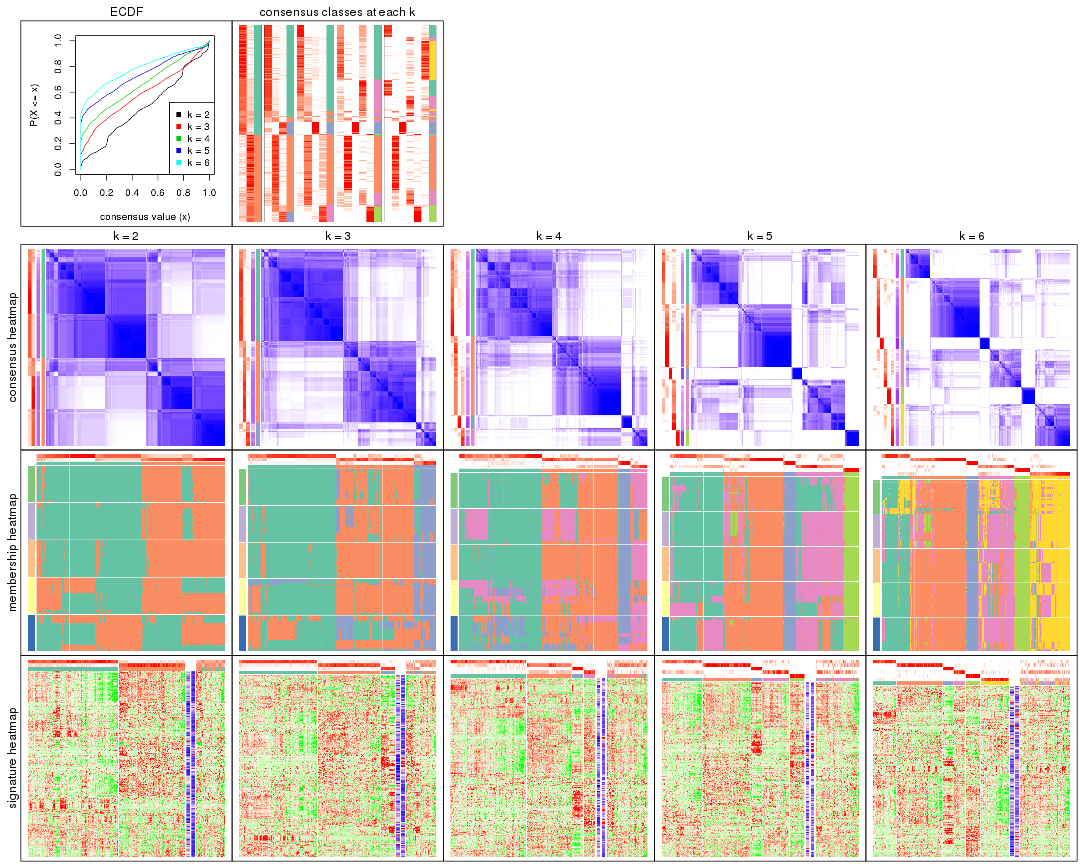 ECDF
consensus classes at each k
P(X <= x)
0.0 0.2 0.4 0.6 0.8 1.0
k = 2
k = 3
k = 4
k = 5
k = 6
0.0 0.2 0.4 0.6 0.8 1.0
consensus value (x)
k = 2 k = 3 k = 4 k = 5 k = 6
consensus heatmap
membership heatmap
signature heatmap